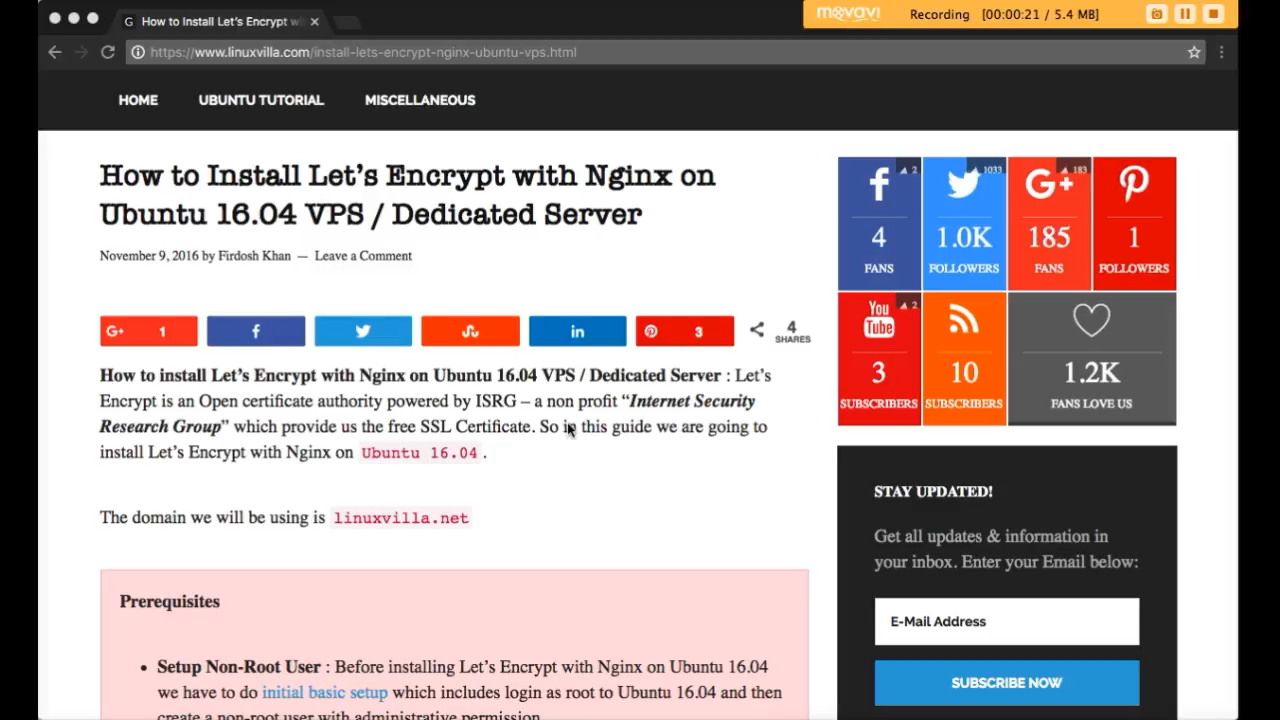 How to Install Let's Encrypt wi
movavi
Recording [00:00:21 / 5.4 MB]
https://www.linuxvilla.com/install-lets-encrypt-nginx-ubuntu-vps.html
HOME UBUNTU TUTORIAL MISCELLANEOUS
How to Install Let's Encrypt with Nginx on
Ubuntu 16.04 VPS / Dedicated Server
November 9, 2016 by Firdosh Khan — Leave a Comment
G+ 1
3
4
SHARES
How to install Let's Encrypt with Nginx on Ubuntu 16.04 VPS / Dedicated Server : Let's
Encrypt is an Open certificate authority powered by ISRG – a non profit “Internet Security
Research Group” which provide us the free SSL Certificate. So in this guide we are going to
install Let's Encrypt with Nginx on Ubuntu 16.04 .
The domain we will be using is linuxvilla.net
Prerequisites
• Setup Non-Root User : Before installing Let's Encrypt with Nginx on Ubuntu 16.04
we have to do initial basic setup which includes login as root to Ubuntu 16.04 and then
create a non-root user with administrative permission.
2
4
FANS
1033
1.0K
FOLLOWERS
183
G+
185
FANS
1
FOLLOWERS
2
You
Tube
3
SUBSCRIBERS
10
SUBSCRIBERS
1.2K
FANS LOVE US
STAY UPDATED!
Get all updates & information in
your inbox. Enter your Email below:
E-Mail Address
SUBSCRIBE NOW